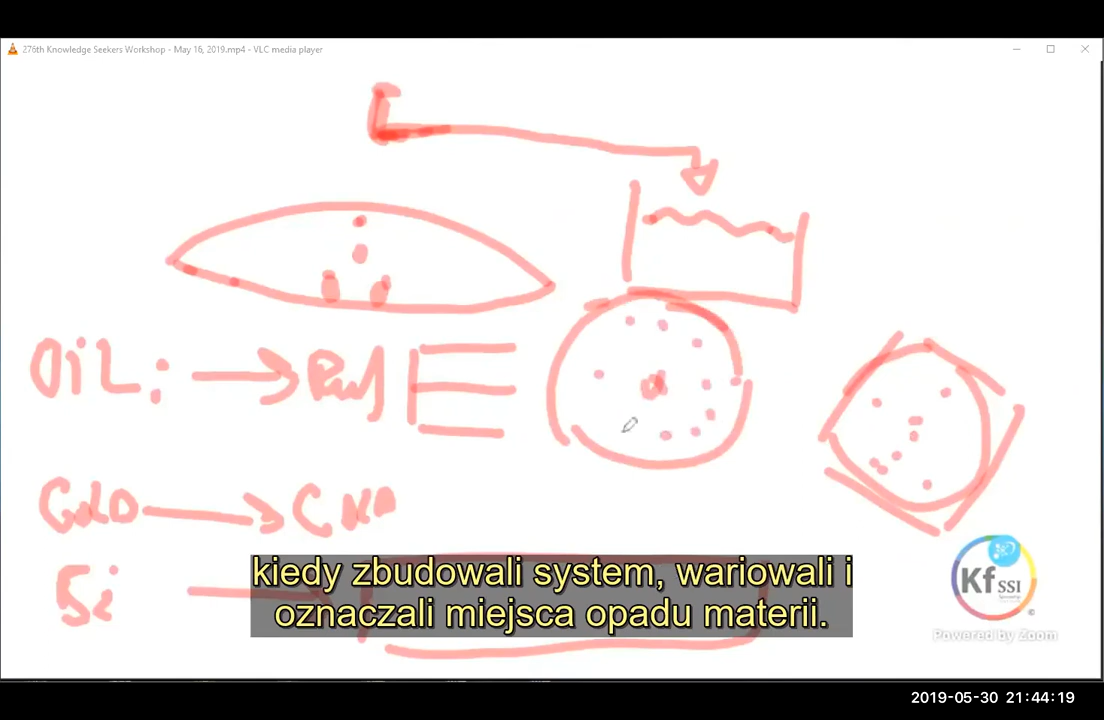 276th Knowledge Seekers Workshop - May 16, 2019.mp4 - VLC media player
OiL:
GOLD
Si
kiedy zbudowali system, wariowali i
oznaczali miejsca opadu materii.
Kf SSI
©
Powered by Zoom
2019-05-30 21:44:19